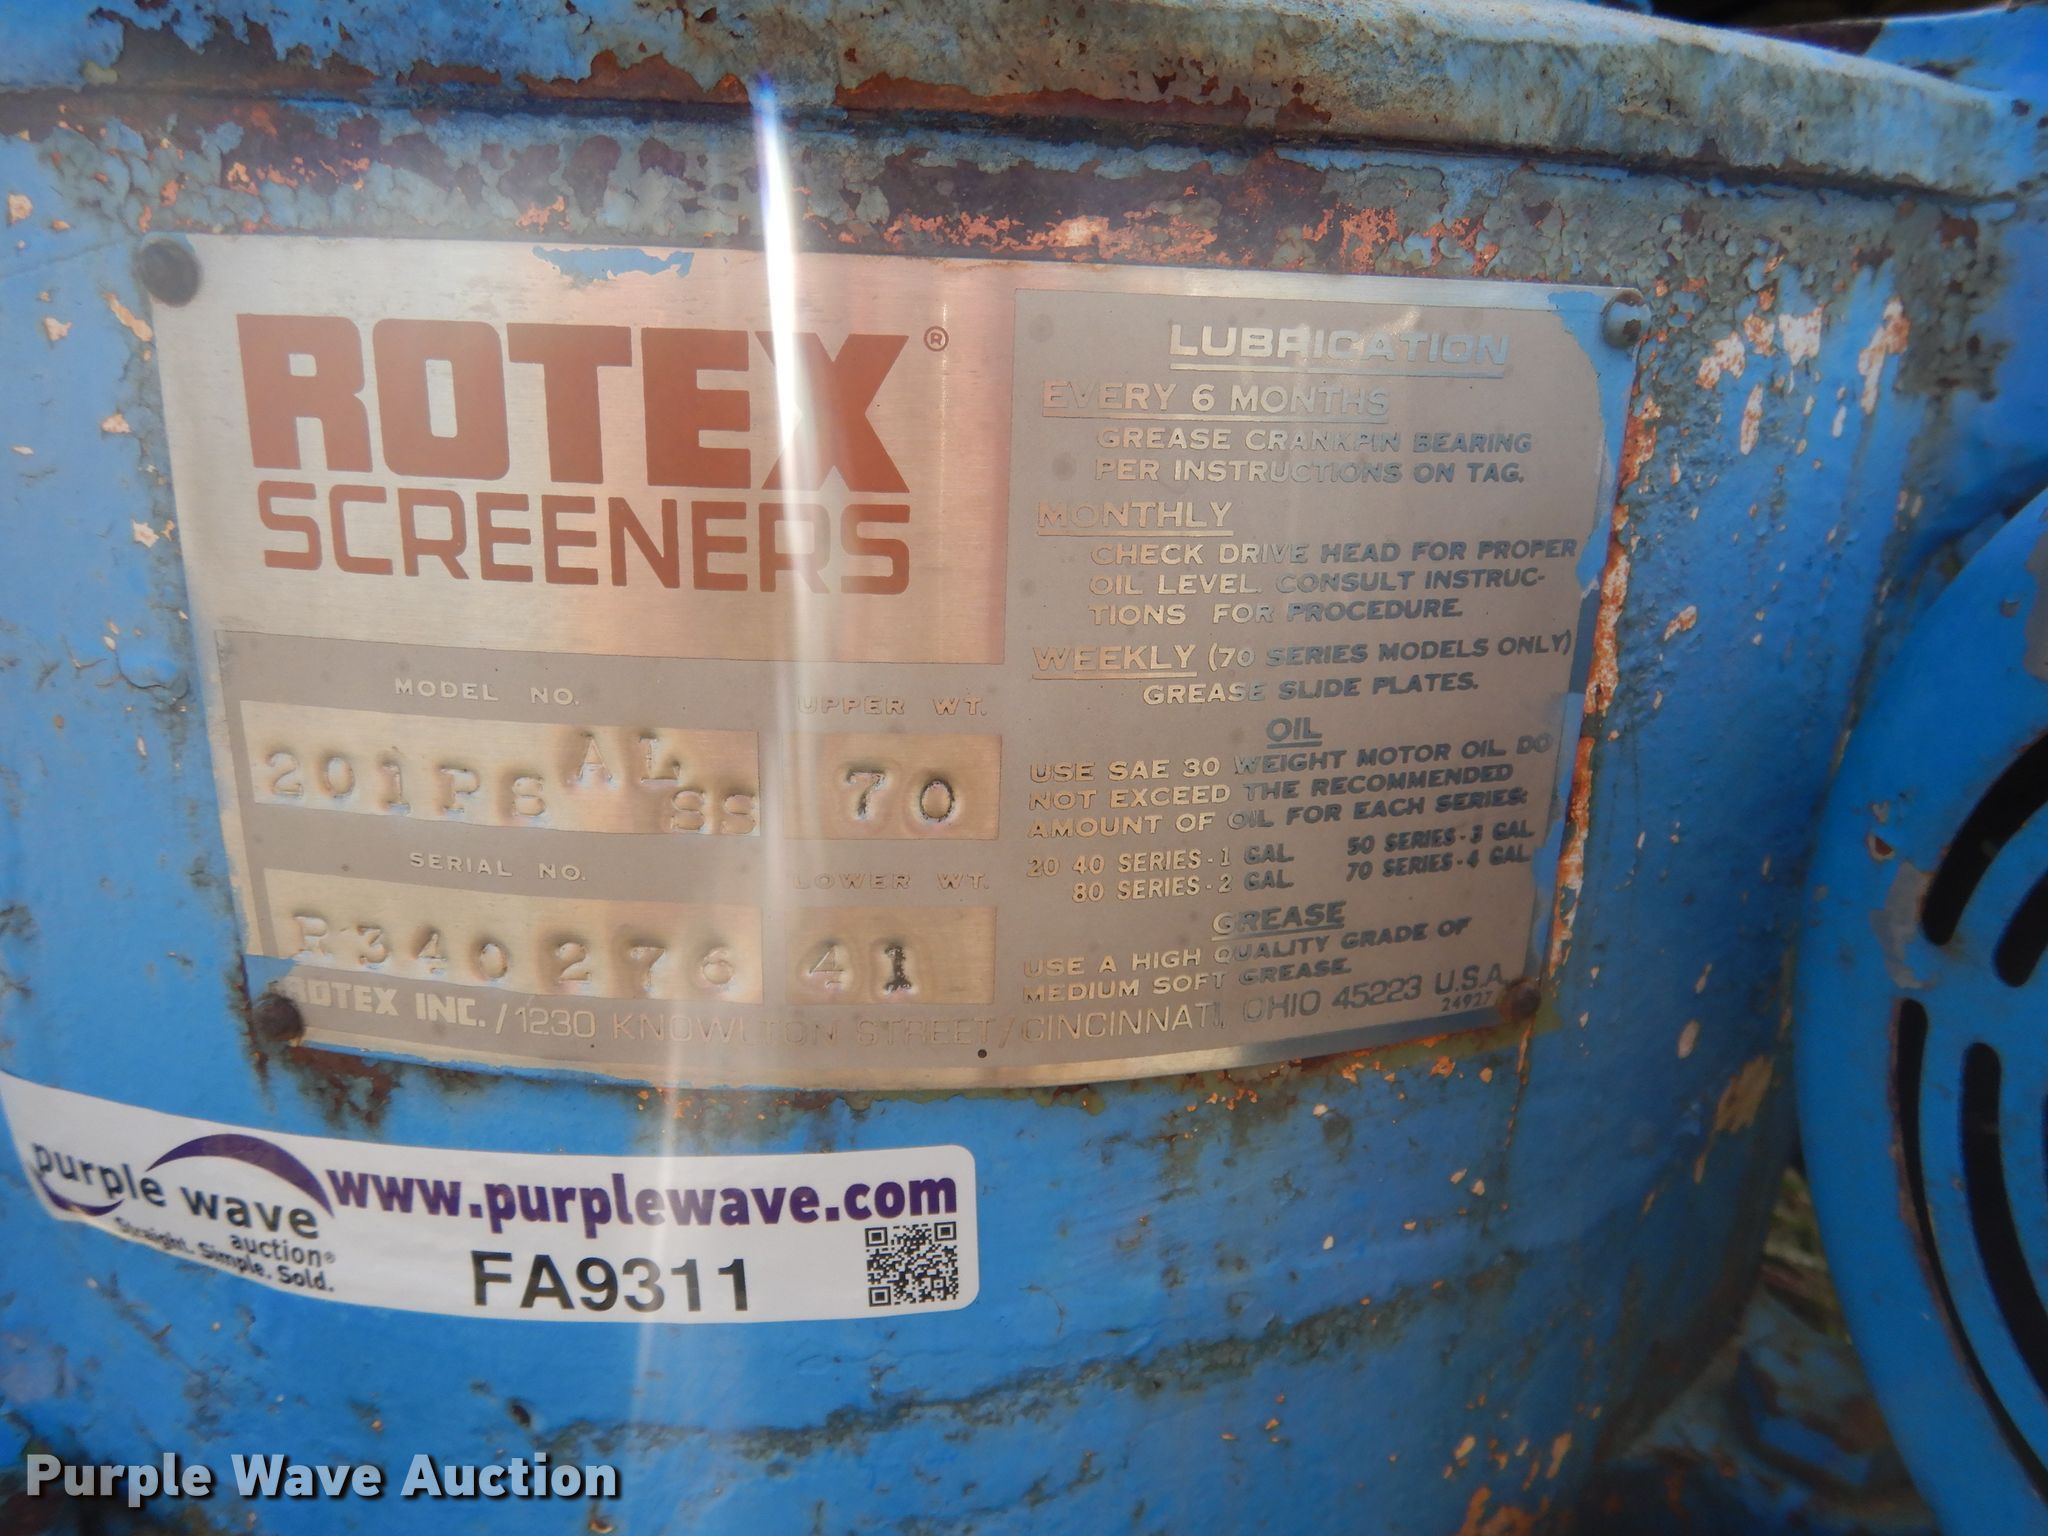 ROTEX®
SCREENERS
MODEL NO.
201PS AL SS
UPPER WT.
70
SERIAL NO.
R340276
LOWER WT.
41
LUBRICATION
EVERY 6 MONTHS
GREASE CRANKPIN BEARING
PER INSTRUCTIONS ON TAG.
MONTHLY
CHECK DRIVE HEAD FOR PROPER
OIL LEVEL. CONSULT INSTRUC-
TIONS FOR PROCEDURE.
WEEKLY (70 SERIES MODELS ONLY)
GREASE SLIDE PLATES.
OIL
USE SAE 30 WEIGHT MOTOR OIL DO
NOT EXCEED THE RECOMMENDED
AMOUNT OF OIL FOR EACH SERIES:
20 40 SERIES-1 GAL. 50 SERIES-3 GAL
80 SERIES-2 GAL. 70 SERIES-4 GAL.
GREASE
USE A HIGH QUALITY GRADE OF
MEDIUM SOFT GREASE.
ROTEX INC./1230 KNOWLTON STREET/CINCINNATI, OHIO 45223 U.S.A.
24927
purple wave
auction®
Straight. Simple. Sold.
www.purplewave.com
FA9311
Purple Wave Auction